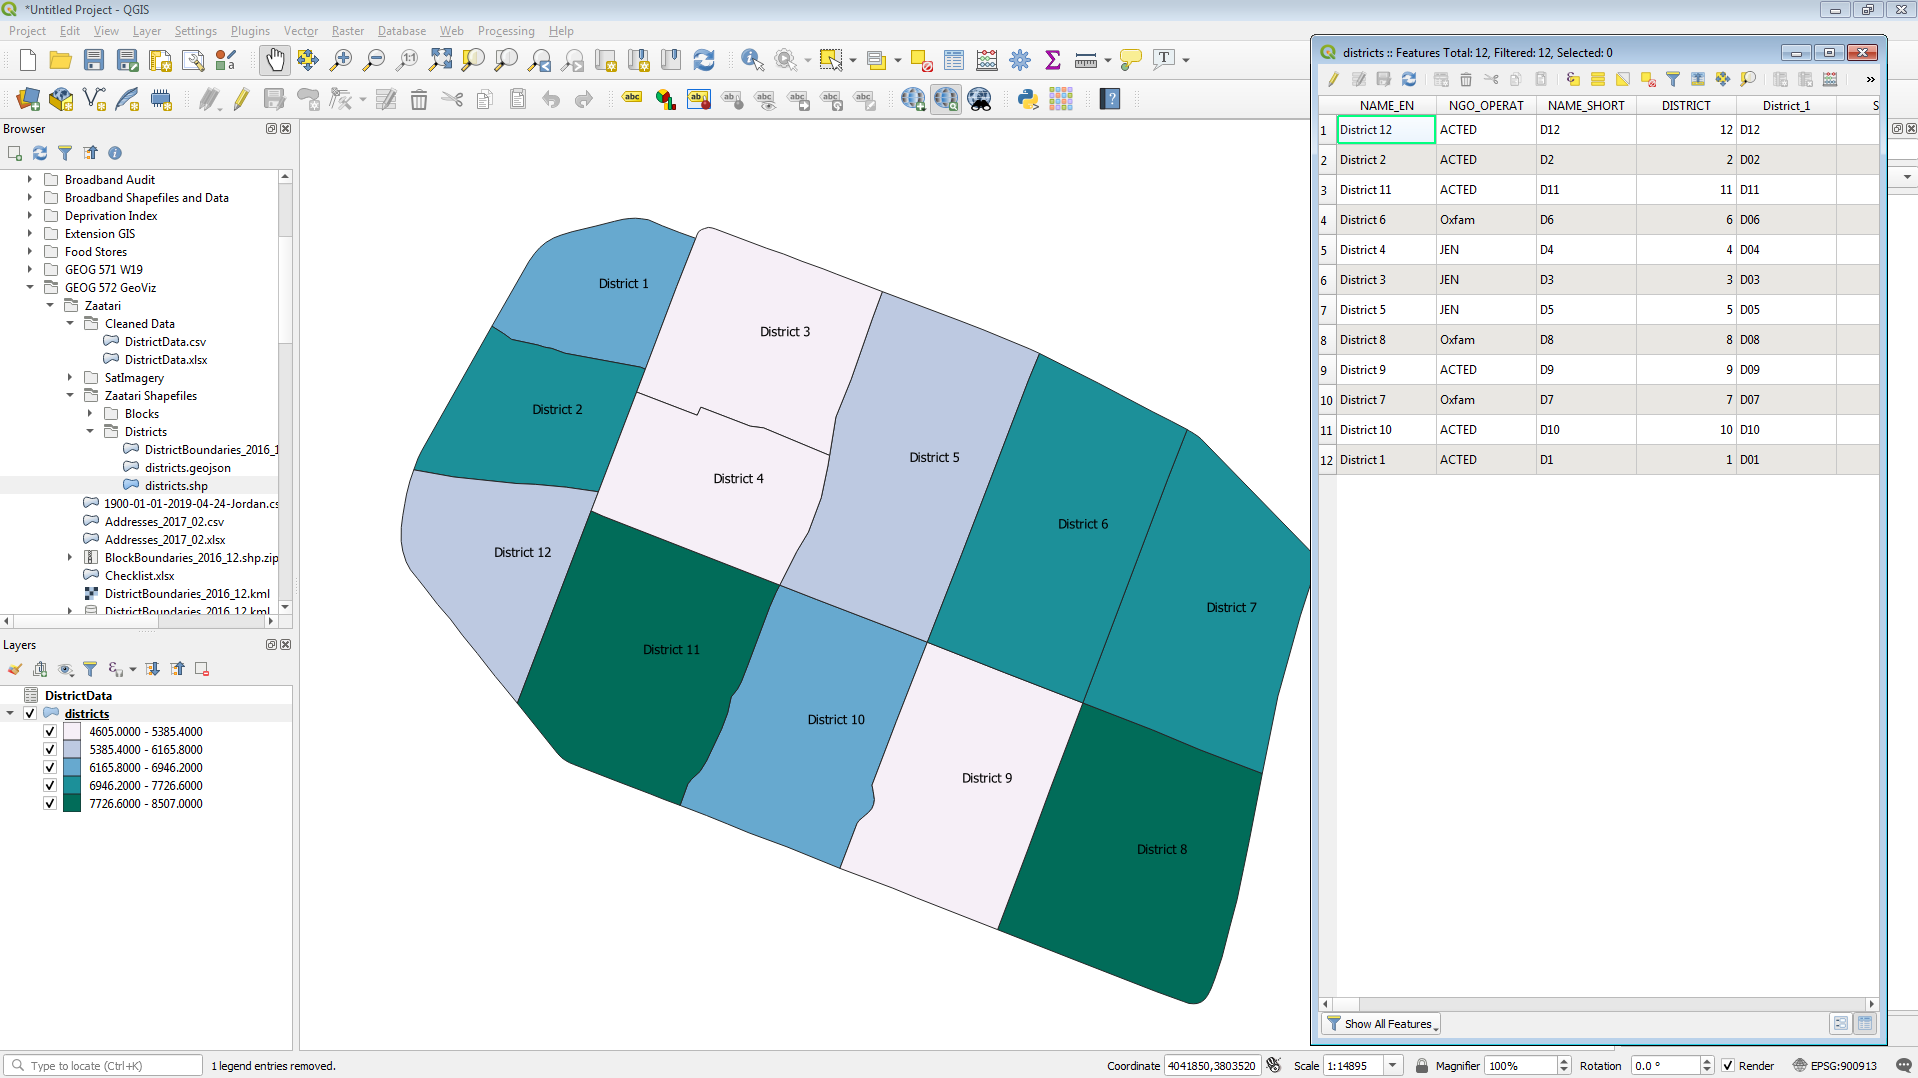 *Untitled Project - QGIS
Project Edit View Layer Settings Plugins Vector Raster Database Web Processing Help
Browser
Broadband Audit
Broadband Shapefiles and Data
Deprivation Index
Extension GIS
Food Stores
GEOG 571 W19
GEOG 572 GeoViz
Zaatari
Cleaned Data
DistrictData.csv
DistrictData.xlsx
SatImagery
Zaatari Shapefiles
Blocks
Districts
DistrictBoundaries_2016_1
districts.geojson
districts.shp
1900-01-01-2019-04-24-Jordan.cs
Addresses_2017_02.csv
Addresses_2017_02.xlsx
BlockBoundaries_2016_12.shp.zip
Checklist.xlsx
DistrictBoundaries_2016_12.kml
DistrictBoundaries_2016_12.kml
Layers
DistrictData
districts
4605.0000 - 5385.4000
5385.4000 - 6165.8000
6165.8000 - 6946.2000
6946.2000 - 7726.6000
7726.6000 - 8507.0000
District 1
District 3
District 2
District 5
District 4
District 6
District 12
District 7
District 11
District 10
District 9
District 8
districts :: Features Total: 12, Filtered: 12, Selected: 0
NAME_EN NGO_OPERAT NAME_SHORT DISTRICT District_1 S
1 District 12 ACTED D12 12 D12
2 District 2 ACTED D2 2 D02
3 District 11 ACTED D11 11 D11
4 District 6 Oxfam D6 6 D06
5 District 4 JEN D4 4 D04
6 District 3 JEN D3 3 D03
7 District 5 JEN D5 5 D05
8 District 8 Oxfam D8 8 D08
9 District 9 ACTED D9 9 D09
10 District 7 Oxfam D7 7 D07
11 District 10 ACTED D10 10 D10
12 District 1 ACTED D1 1 D01
Show All Features
Type to locate (Ctrl+K) 1 legend entries removed. Coordinate 4041850,3803520 Scale 1:14895 Magnifier 100% Rotation 0.0 ° Render EPSG:900913